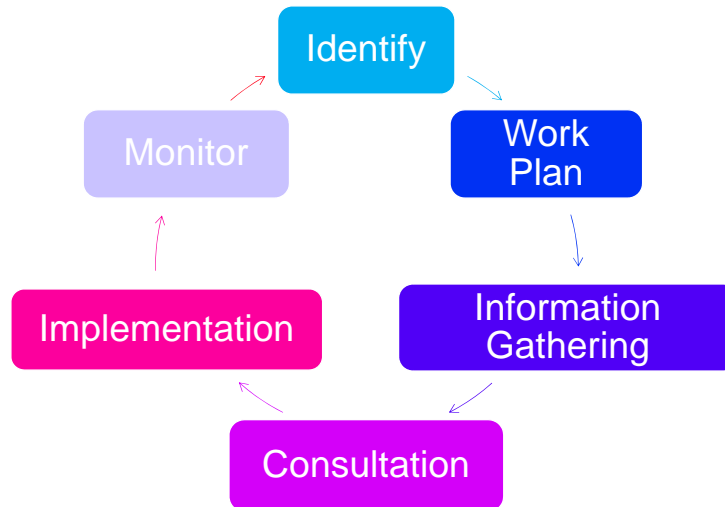 Identify
Work
Plan
Information
Gathering
Consultation
Implementation
Monitor